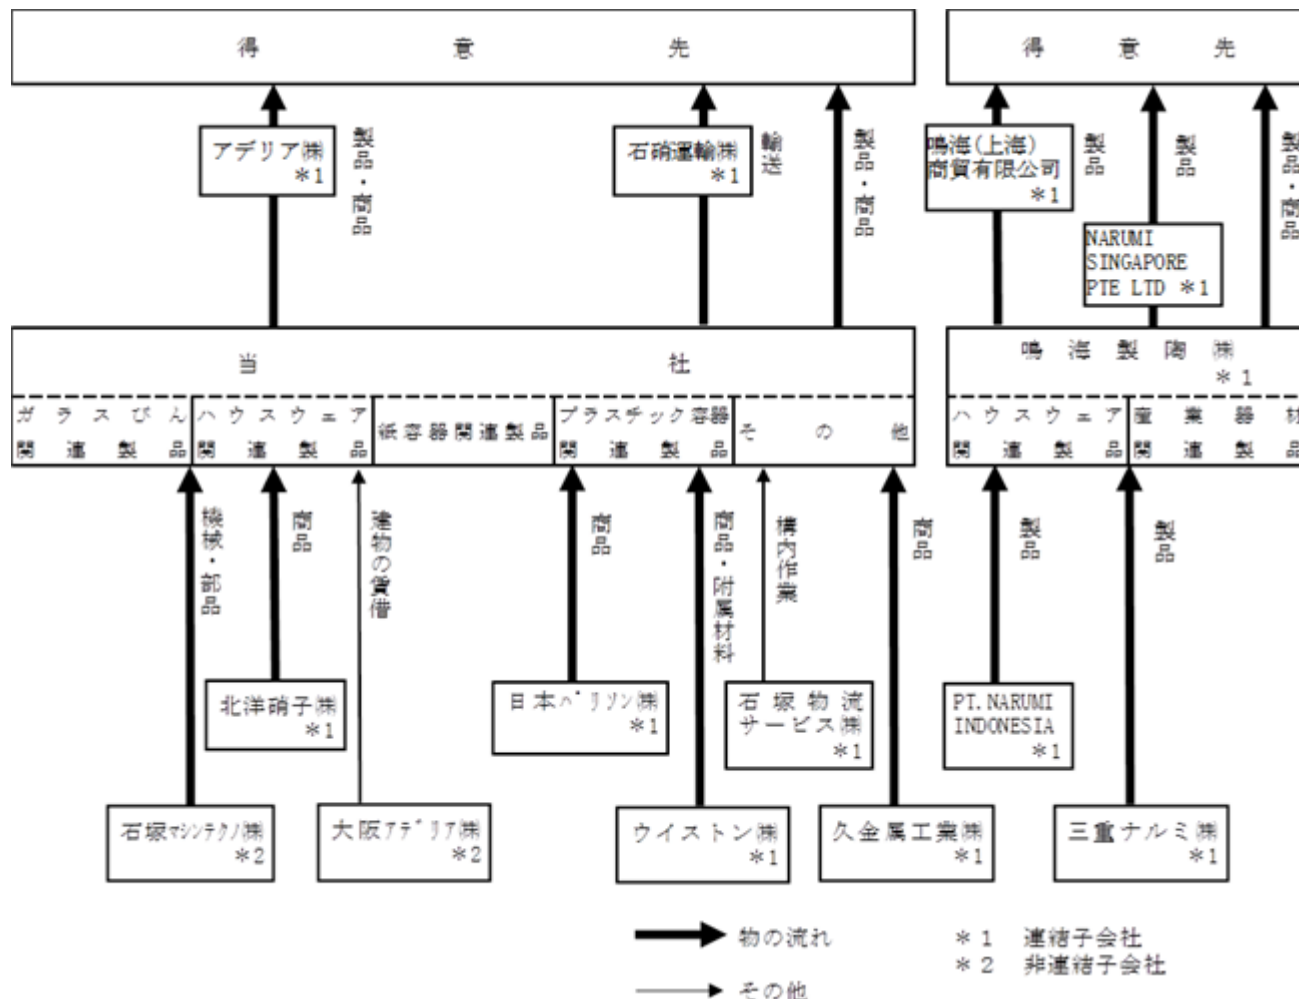 得意先
得意先
アデリア㈱
*1
製品・商品
石硝運輸㈱
*1
輸送
製品・商品
鳴海(上海)
商貿有限公司
*1
製品
NARUMI
SINGAPORE
PTE LTD *1
製品
製品・商品
当社
鳴海製陶㈱
*1
ガラスびん
関連製品
ハウスウェア
関連製品
紙容器関連製品
プラスチック容器
関連製品
その他
ハウスウェア
関連製品
産業器材
関連製品
機械・部品
商品
建物の賃借
商品
商品・附属材料
構内作業
商品
製品
製品
北洋硝子㈱
*1
日本パリソン㈱
*1
石塚物流
サービス㈱
*1
PT.NARUMI
INDONESIA
*1
石塚マシンテクノ㈱
*2
大阪アデリア㈱
*2
ウイストン㈱
*1
久金属工業㈱
*1
三重ナルミ㈱
*1
物の流れ
*1 連結子会社
*2 非連結子会社
その他